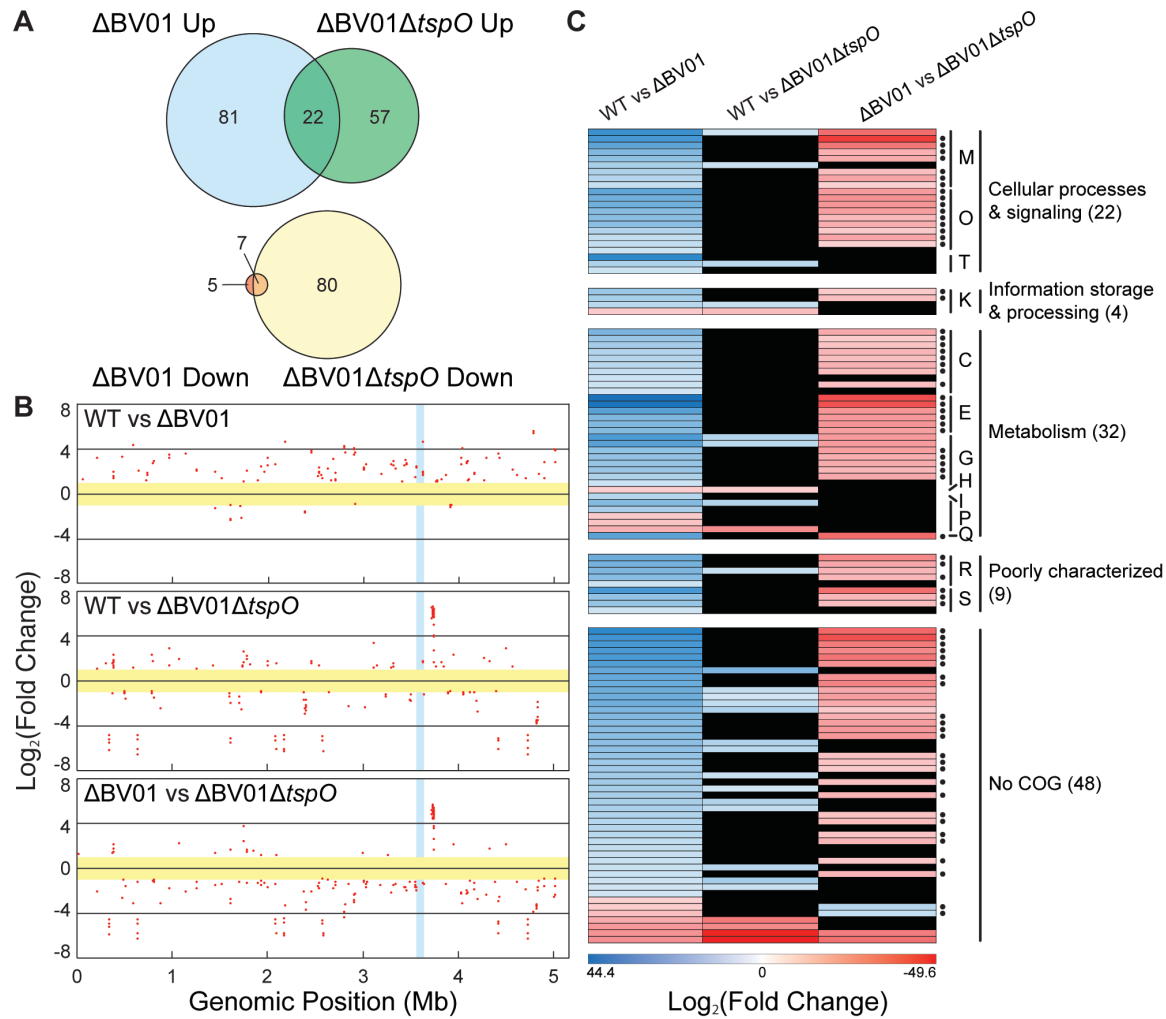 A
ΔBV01 Up
ΔBV01ΔtspO Up
81
22
57
7
5
80
ΔBV01 Down
ΔBV01ΔtspO Down
B
Log2(Fold Change)
8
4
0
-4
-8
WT vs ΔBV01
8
4
0
-4
-8
WT vs ΔBV01ΔtspO
8
4
0
-4
-8
ΔBV01 vs ΔBV01ΔtspO
0
1
2
3
4
5
Genomic Position (Mb)
C
WT vs ΔBV01
WT vs ΔBV01ΔtspO
ΔBV01 vs ΔBV01ΔtspO
M
O
T
Cellular processes
& signaling (22)
K
Information storage
& processing (4)
C
E
G
H
I
P
Q
Metabolism (32)
R
S
Poorly characterized
(9)
No COG (48)
44.4
0
-49.6
Log2(Fold Change)